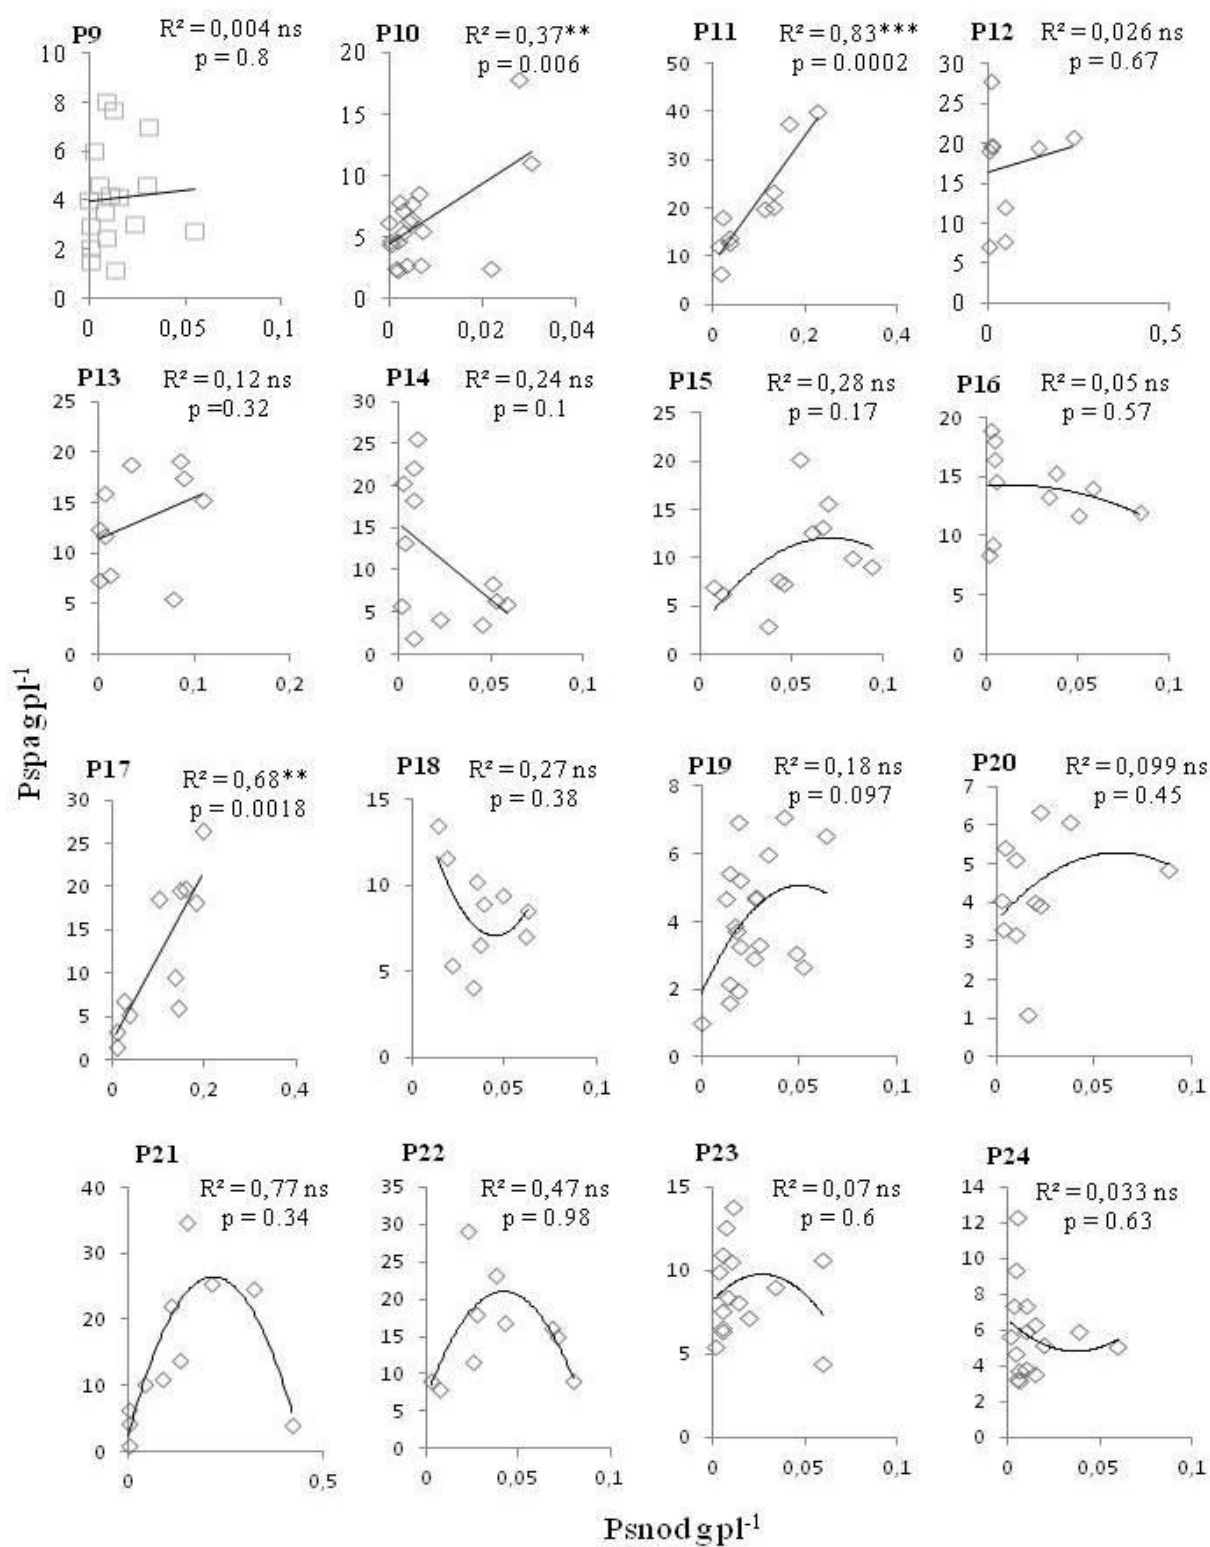 P9
R² = 0,004 ns
p = 0.8
10
8
6
4
2
0
0
0,05
0,1
P10
R² = 0,37**
p = 0.006
20
15
10
5
0
0
0,02
0,04
P11
R² = 0,83***
p = 0.0002
50
40
30
20
10
0
0
0,2
0,4
P12
R² = 0,026 ns
p = 0.67
30
25
20
15
10
5
0
0
0,5
P13
R² = 0,12 ns
p =0.32
25
20
15
10
5
0
0
0,1
0,2
P14
R² = 0,24 ns
p = 0.1
30
25
20
15
10
5
0
0
0,05
0,1
P15
R² = 0,28 ns
p = 0.17
25
20
15
10
5
0
0
0,05
0,1
P16
R² = 0,05 ns
p = 0.57
20
15
10
5
0
0
0,05
0,1
Pspa gpl⁻¹
P17
R² = 0,68**
p = 0.0018
30
25
20
15
10
5
0
0
0,2
0,4
P18
R² = 0,27 ns
p = 0.38
15
10
5
0
0
0,05
0,1
P19
R² = 0,18 ns
p = 0.097
8
6
4
2
0
0
0,05
0,1
P20
R² = 0,099 ns
p = 0.45
7
6
5
4
3
2
1
0
0
0,05
0,1
P21
R² = 0,77 ns
p = 0.34
40
30
20
10
0
0
0,5
P22
R² = 0,47 ns
p = 0.98
35
30
25
20
15
10
5
0
0
0,05
0,1
P23
R² = 0,07 ns
p = 0.6
15
10
5
0
0
0,05
0,1
P24
R² = 0,033 ns
p = 0.63
14
12
10
8
6
4
2
0
0
0,05
0,1
Psnod gpl⁻¹